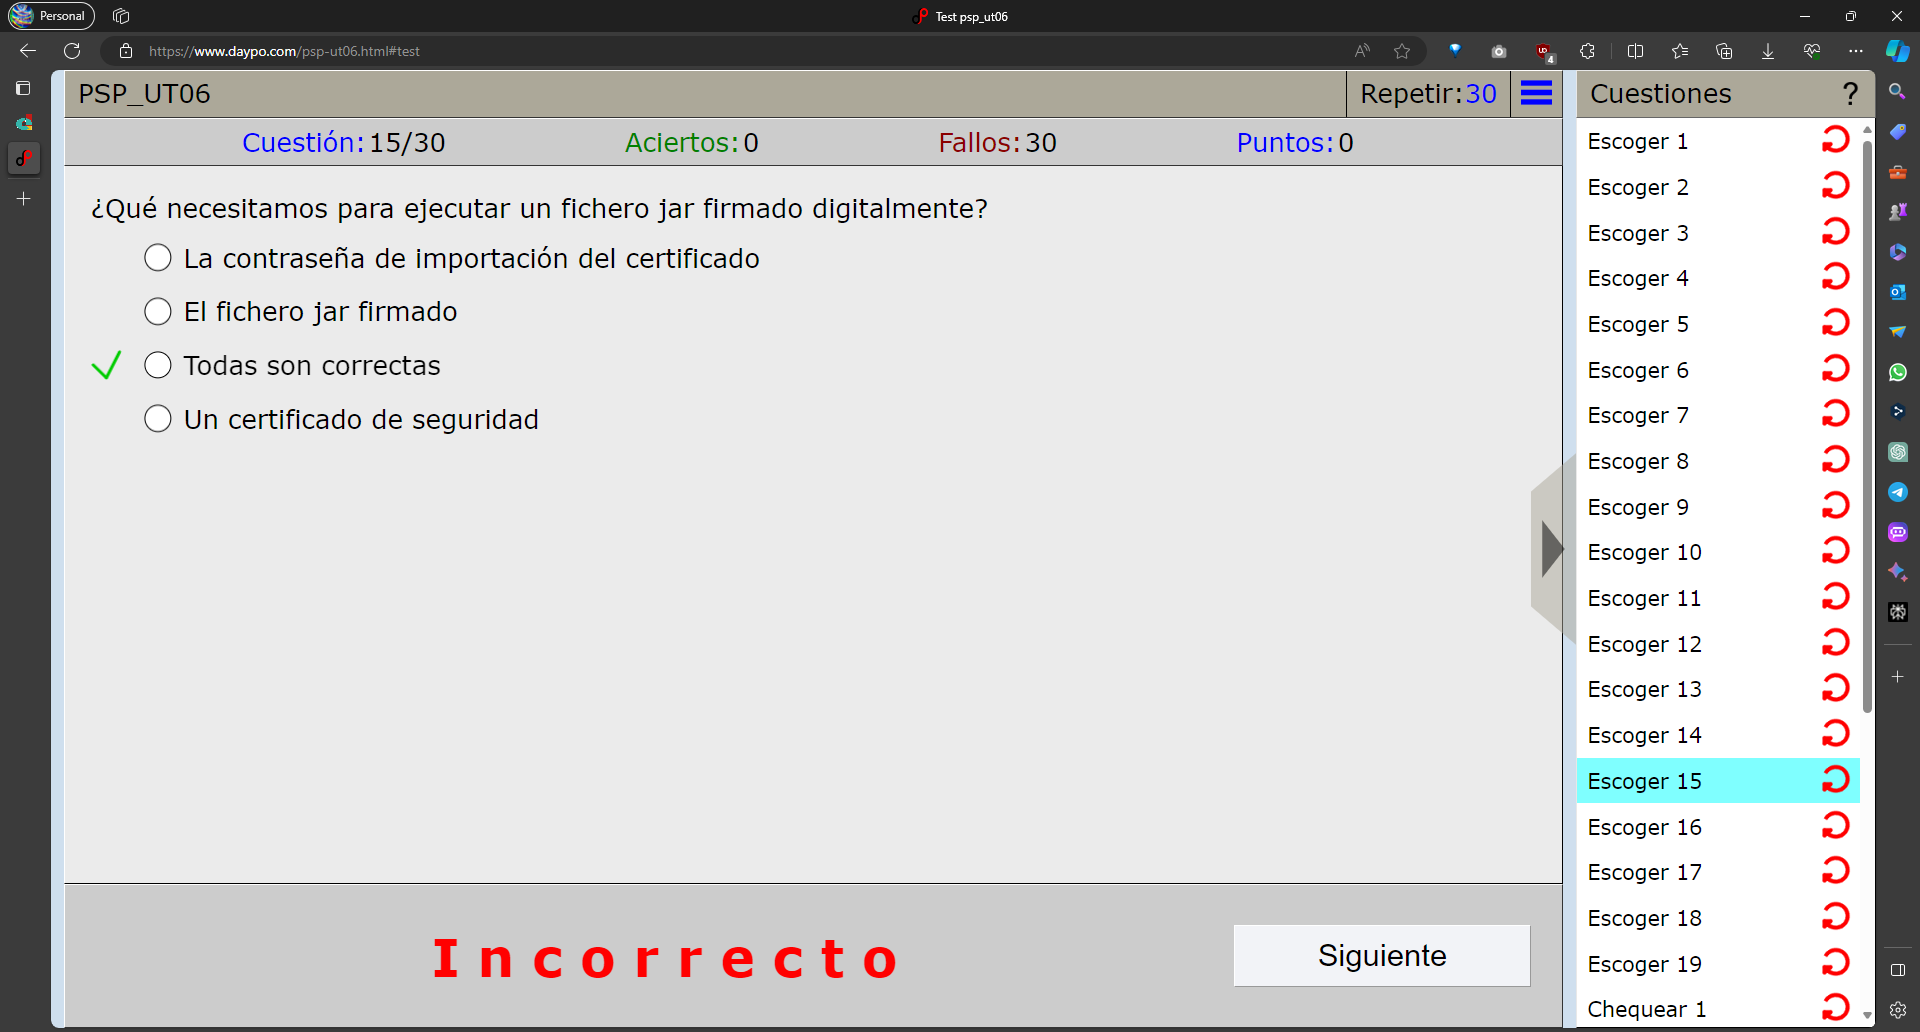 Personal
Test psp_ut06
https://www.daypo.com/psp-ut06.html#test
4
PSP_UT06
Repetir:30
Cuestiones
?
Cuestión:15/30
Aciertos:0
Fallos:30
Puntos:0
¿Qué necesitamos para ejecutar un fichero jar firmado digitalmente?
La contraseña de importación del certificado
El fichero jar firmado
Todas son correctas
Un certificado de seguridad
Incorrecto
Siguiente
Escoger 1
Escoger 2
Escoger 3
Escoger 4
Escoger 5
Escoger 6
Escoger 7
Escoger 8
Escoger 9
Escoger 10
Escoger 11
Escoger 12
Escoger 13
Escoger 14
Escoger 15
Escoger 16
Escoger 17
Escoger 18
Escoger 19
Chequear 1